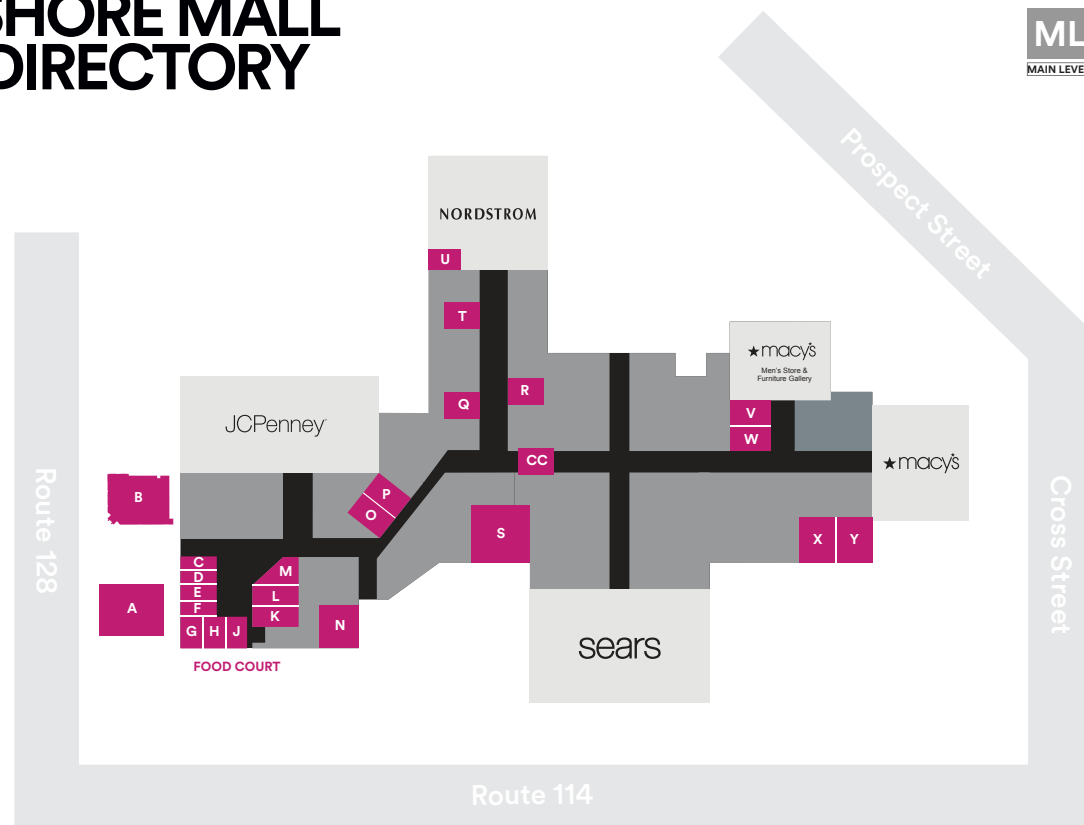 SHORE MALL
DIRECTORY
ML
MAIN LEVE
Prospect Street
NORDSTROM
U
T
Q
R
CC
★macy's
Men's Store &
Furniture Gallery
V
W
★macy's
JCPenney
B
P
O
S
X
Y
C
D
E
F
G
H
J
M
L
K
N
A
FOOD COURT
sears
Route 128
Cross Street
Route 114